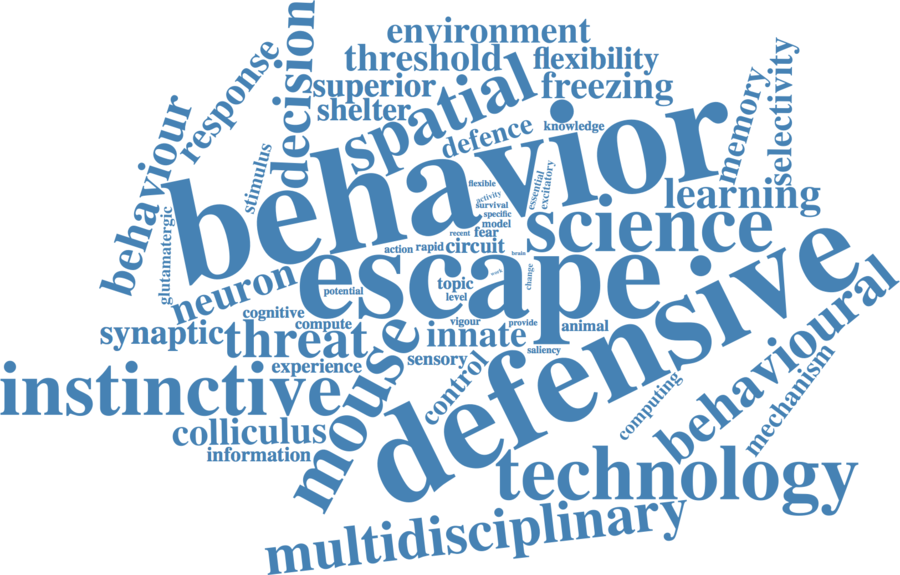 environment
threshold
flexibility
superior
freezing
shelter
decision
response
spatial
defence
knowledge
memory
selectivity
behaviour
stimulus
behavior
essential
excitatory
flexible
activity
survival
specific
model
recent
fear
learning
science
glutamatergic
action
rapid
circuit
brain
neuron
escape
work
change
topic
level
potential
defensive
cognitive
compute
vigour
provide
animal
synaptic
threat
innate
saliency
experience
sensory
mouse
control
instinctive
computing
behavioural
mechanism
colliculus
information
technology
multidisciplinary